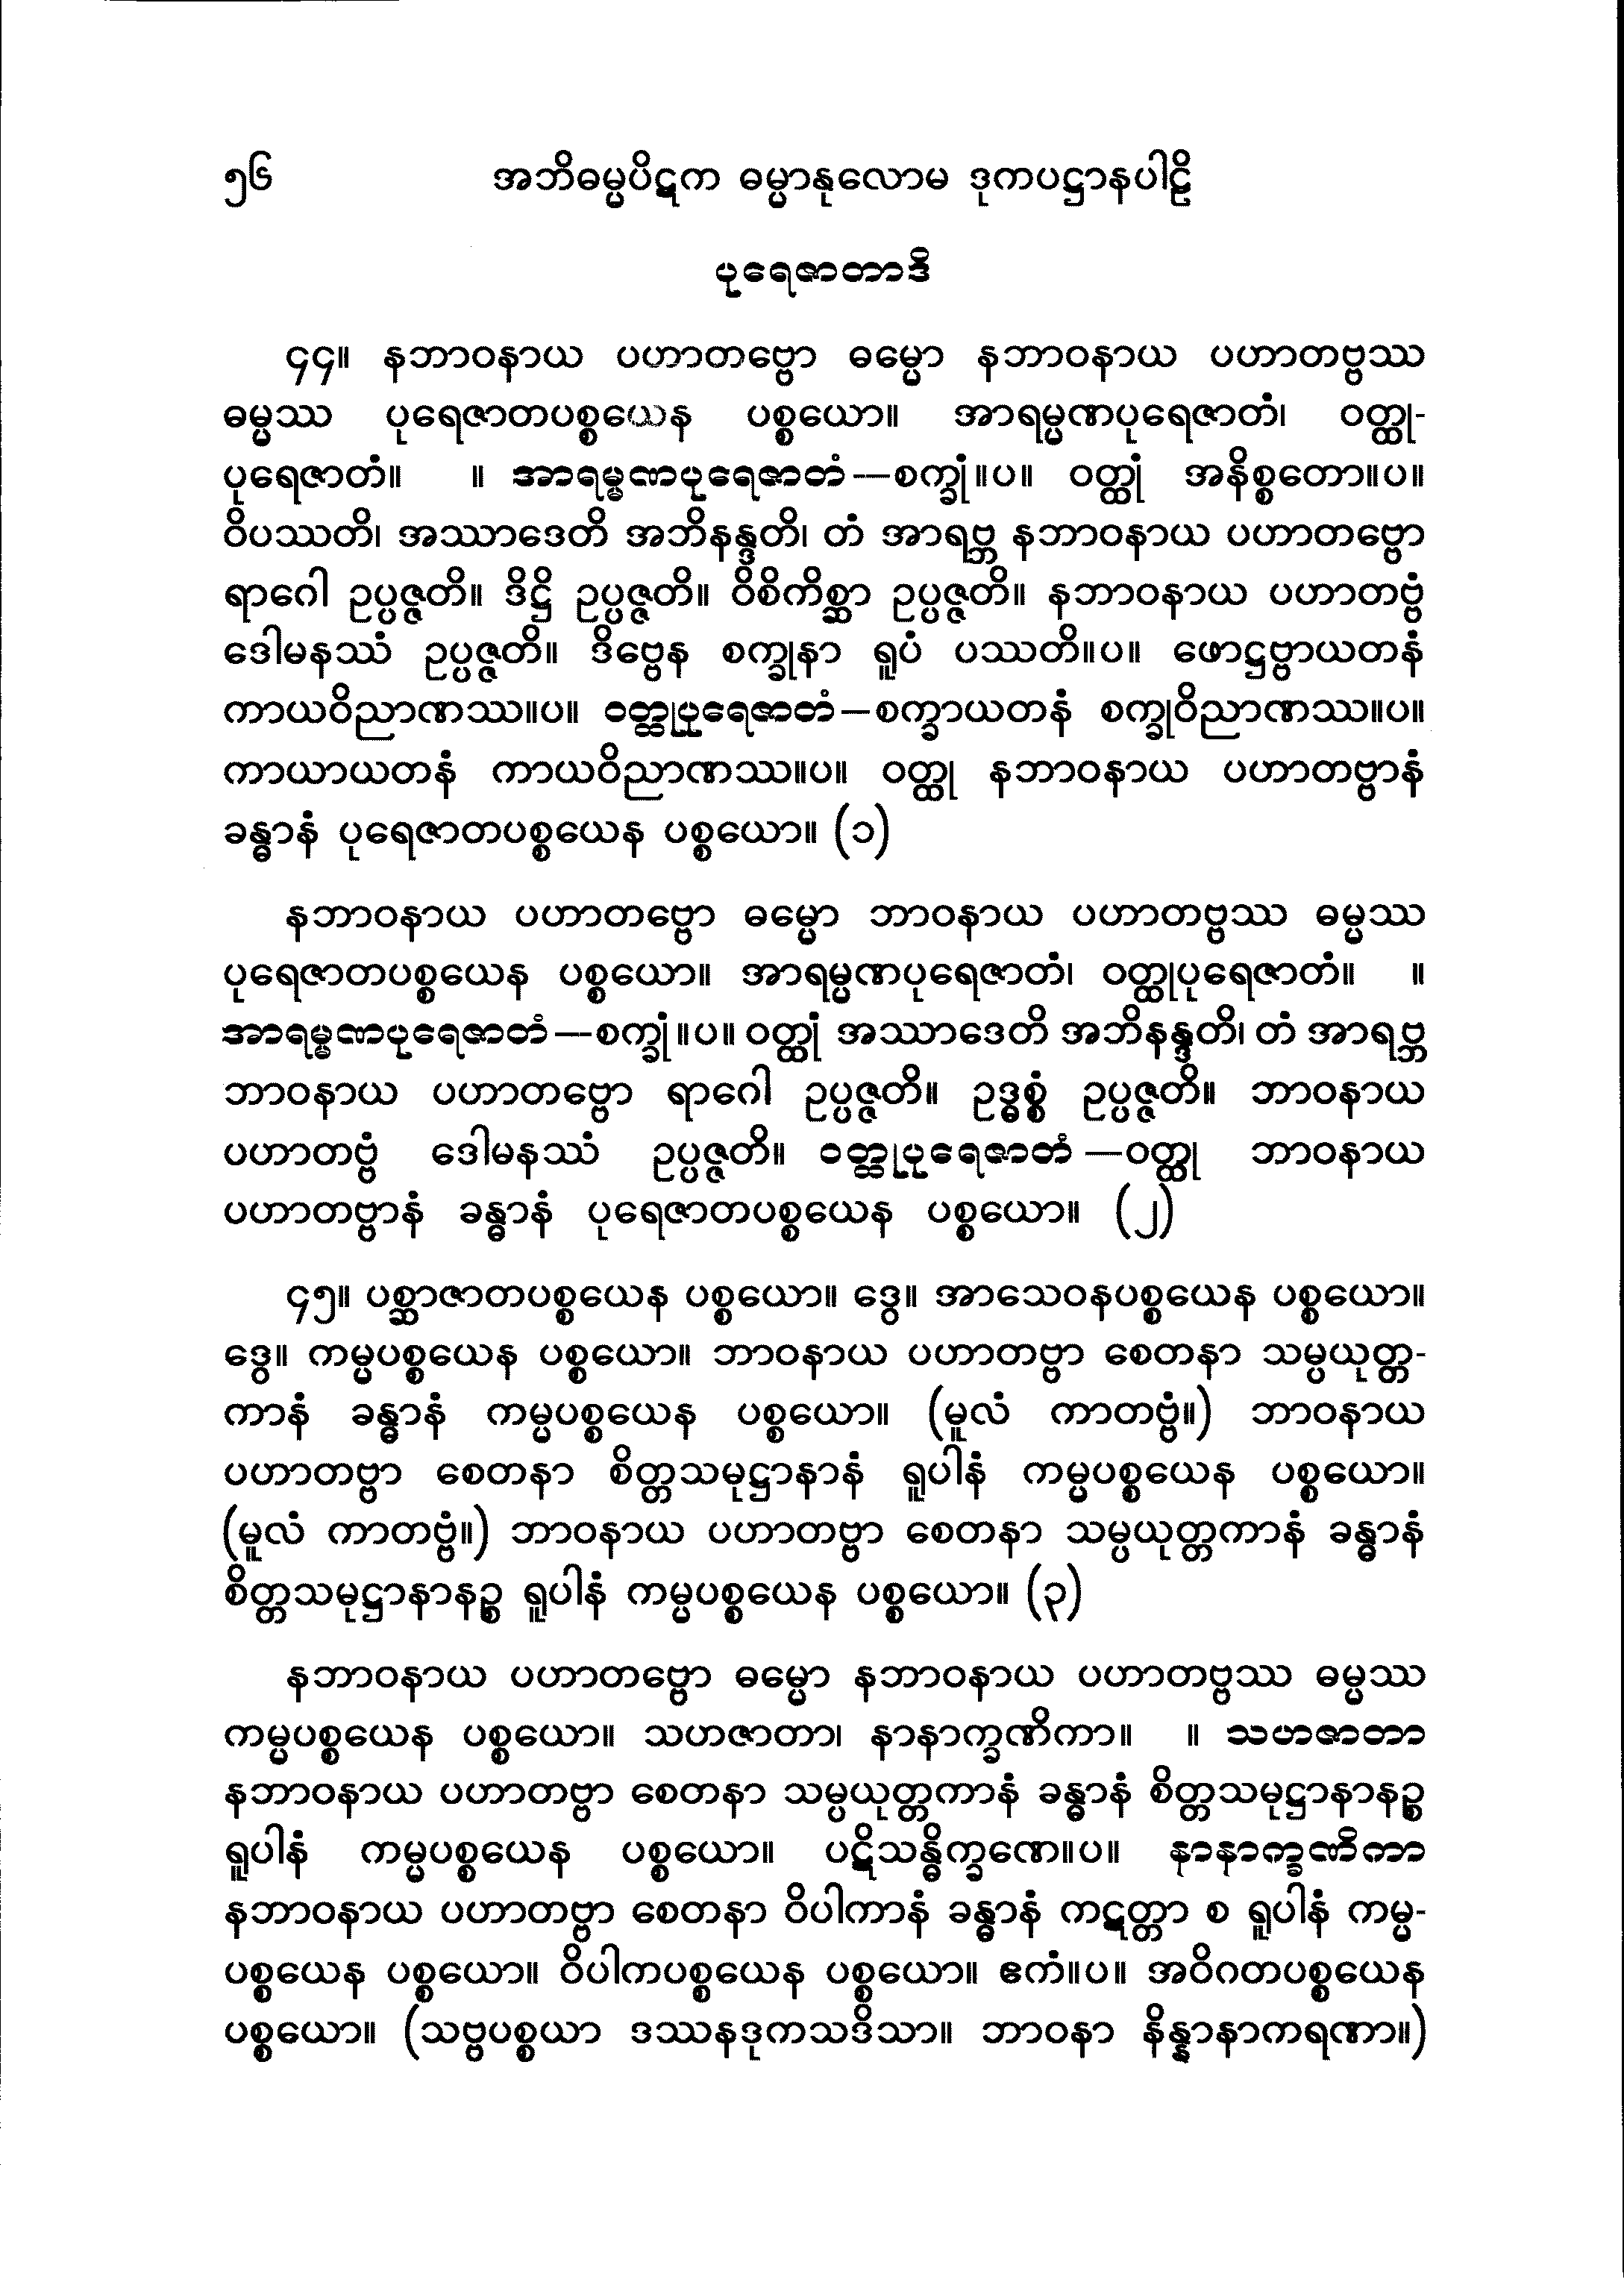 ၅၆ အဘိဓမ္မပိဋက ဓမ္မာနုလောမ ဒုကပဋ္ဌာနပါဠိ
ပုရေဇာတာဒိ
၄၄။ နဘာဝနာယ ပဟာတဗ္ဗော ဓမ္မော နဘာဝနာယ ပဟာတဗ္ဗဿ
ဓမ္မဿ ပုရေဇာတပစ္စယေန ပစ္စယော။ အာရမ္မဏပုရေဇာတံ၊ ဝတ္ထု-
ပုရေဇာတံ။ ။ အာရမ္မဏပုရေဇာတံ—စက္ခုံ။ပ။ ဝတ္ထုံ အနိစ္စတော။ပ။
ဝိပဿတိ၊ အဿာဒေတိ အဘိနန္ဒတိ၊ တံ အာရဗ္ဘ နဘာဝနာယ ပဟာတဗ္ဗော
ရာဂေါ ဥပ္ပဇ္ဇတိ။ ဒိဋ္ဌိ ဥပ္ပဇ္ဇတိ။ ဝိစိကိစ္ဆာ ဥပ္ပဇ္ဇတိ။ နဘာဝနာယ ပဟာတဗ္ဗံ
ဒေါမနဿံ ဥပ္ပဇ္ဇတိ။ ဒိဗ္ဗေန စက္ခုနာ ရူပံ ပဿတိ။ပ။ ဖောဋ္ဌဗ္ဗာယတနံ
ကာယဝိညာဏဿ။ပ။ ဝတ္ထုပုရေဇာတံ—စက္ခာယတနံ စက္ခုဝိညာဏဿ။ပ။
ကာယာယတနံ ကာယဝိညာဏဿ။ပ။ ဝတ္ထု နဘာဝနာယ ပဟာတဗ္ဗာနံ
ခန္ဓာနံ ပုရေဇာတပစ္စယေန ပစ္စယော။ (၁)
နဘာဝနာယ ပဟာတဗ္ဗော ဓမ္မော ဘာဝနာယ ပဟာတဗ္ဗဿ ဓမ္မဿ
ပုရေဇာတပစ္စယေန ပစ္စယော။ အာရမ္မဏပုရေဇာတံ၊ ဝတ္ထုပုရေဇာတံ။ ။
အာရမ္မဏပုရေဇာတံ—စက္ခုံ။ပ။ ဝတ္ထုံ အဿာဒေတိ အဘိနန္ဒတိ၊ တံ အာရဗ္ဘ
ဘာဝနာယ ပဟာတဗ္ဗော ရာဂေါ ဥပ္ပဇ္ဇတိ။ ဥဒ္ဓစ္စံ ဥပ္ပဇ္ဇတိ။ ဘာဝနာယ
ပဟာတဗ္ဗံ ဒေါမနဿံ ဥပ္ပဇ္ဇတိ။ ဝတ္ထုပုရေဇာတံ—ဝတ္ထု ဘာဝနာယ
ပဟာတဗ္ဗာနံ ခန္ဓာနံ ပုရေဇာတပစ္စယေန ပစ္စယော။ (၂)
၄၅။ ပစ္ဆာဇာတပစ္စယေန ပစ္စယော။ ဒွေ။ အာသေဝနပစ္စယေန ပစ္စယော။
ဒွေ။ ကမ္မပစ္စယေန ပစ္စယော။ ဘာဝနာယ ပဟာတဗ္ဗာ စေတနာ သမ္ပယုတ္တ-
ကာနံ ခန္ဓာနံ ကမ္မပစ္စယေန ပစ္စယော။ (မူလံ ကာတဗ္ဗံ။) ဘာဝနာယ
ပဟာတဗ္ဗာ စေတနာ စိတ္တသမုဋ္ဌာနာနံ ရူပါနံ ကမ္မပစ္စယေန ပစ္စယော။
(မူလံ ကာတဗ္ဗံ။) ဘာဝနာယ ပဟာတဗ္ဗာ စေတနာ သမ္ပယုတ္တကာနံ ခန္ဓာနံ
စိတ္တသမုဋ္ဌာနာနဉ္စ ရူပါနံ ကမ္မပစ္စယေန ပစ္စယော။ (၃)
နဘာဝနာယ ပဟာတဗ္ဗော ဓမ္မော နဘာဝနာယ ပဟာတဗ္ဗဿ ဓမ္မဿ
ကမ္မပစ္စယေန ပစ္စယော။ သဟဇာတာ၊ နာနာက္ခဏိကာ။ ။ သဟဇာတာ
နဘာဝနာယ ပဟာတဗ္ဗာ စေတနာ သမ္ပယုတ္တကာနံ ခန္ဓာနံ စိတ္တသမုဋ္ဌာနာနဉ္စ
ရူပါနံ ကမ္မပစ္စယေန ပစ္စယော။ ပဋိသန္ဓိက္ခဏေ။ပ။ နာနာက္ခဏိကာ
နဘာဝနာယ ပဟာတဗ္ဗာ စေတနာ ဝိပါကာနံ ခန္ဓာနံ ကဋတ္တာ စ ရူပါနံ ကမ္မ-
ပစ္စယေန ပစ္စယော။ ဝိပါကပစ္စယေန ပစ္စယော။ ဧကံ။ပ။ အဝိဂတပစ္စယေန
ပစ္စယော။ (သဗ္ဗပစ္စယာ ဒဿနဒုကသဒိသာ။ ဘာဝနာ နိန္နာနာကရဏာ။)